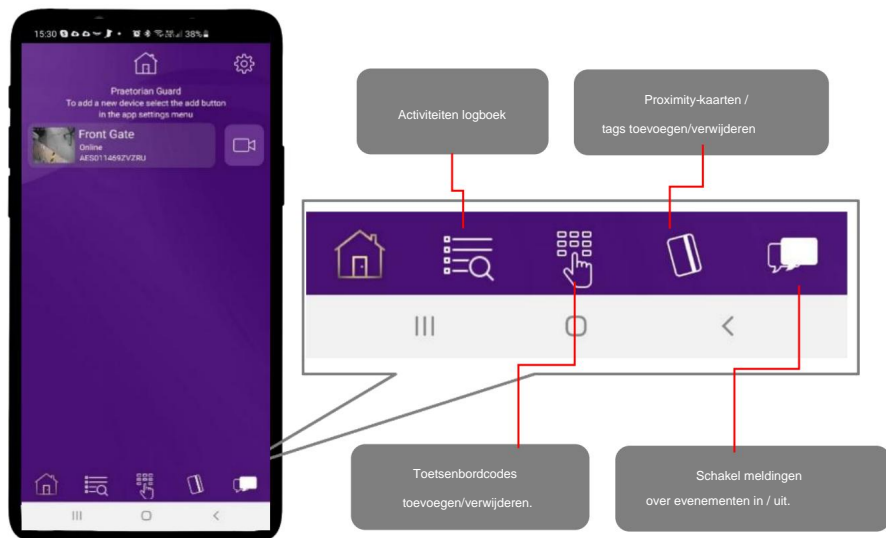 15:30
38%
Praetorian Guard
To add a new device select the add button
in the app settings menu
Front Gate
Online
AES011469ZVZRU
Activiteiten logboek
Proximity-kaarten /
tags toevoegen/verwijderen
Toetsenbordcodes
toevoegen/verwijderen.
Schakel meldingen
over evenementen in / uit.